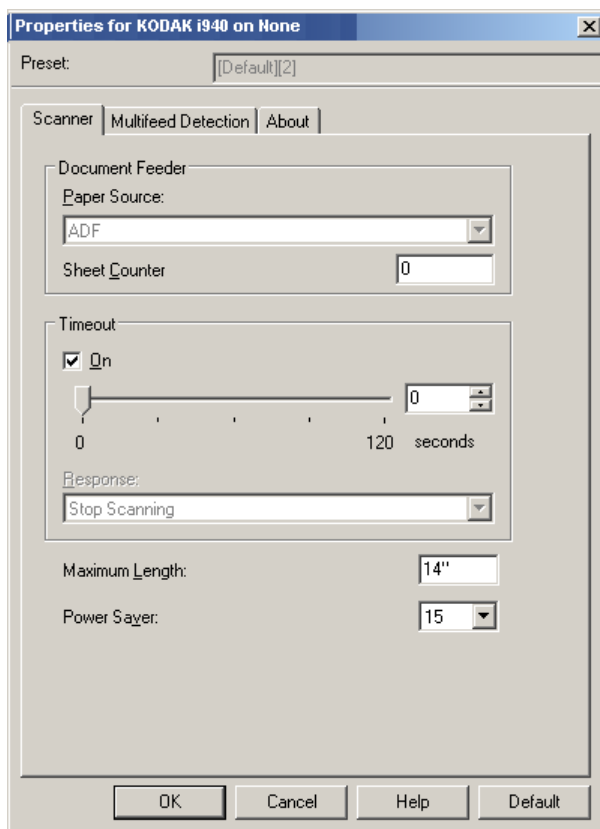 Properties for KODAK i940 on None
Preset: [Default][2]
Scanner Multifeed Detection About
Document Feeder
Paper Source:
ADF
Sheet Counter 0
Timeout
On
0
0 120 seconds
Response:
Stop Scanning
Maximum Length: 14"
Power Saver: 15
OK Cancel Help Default